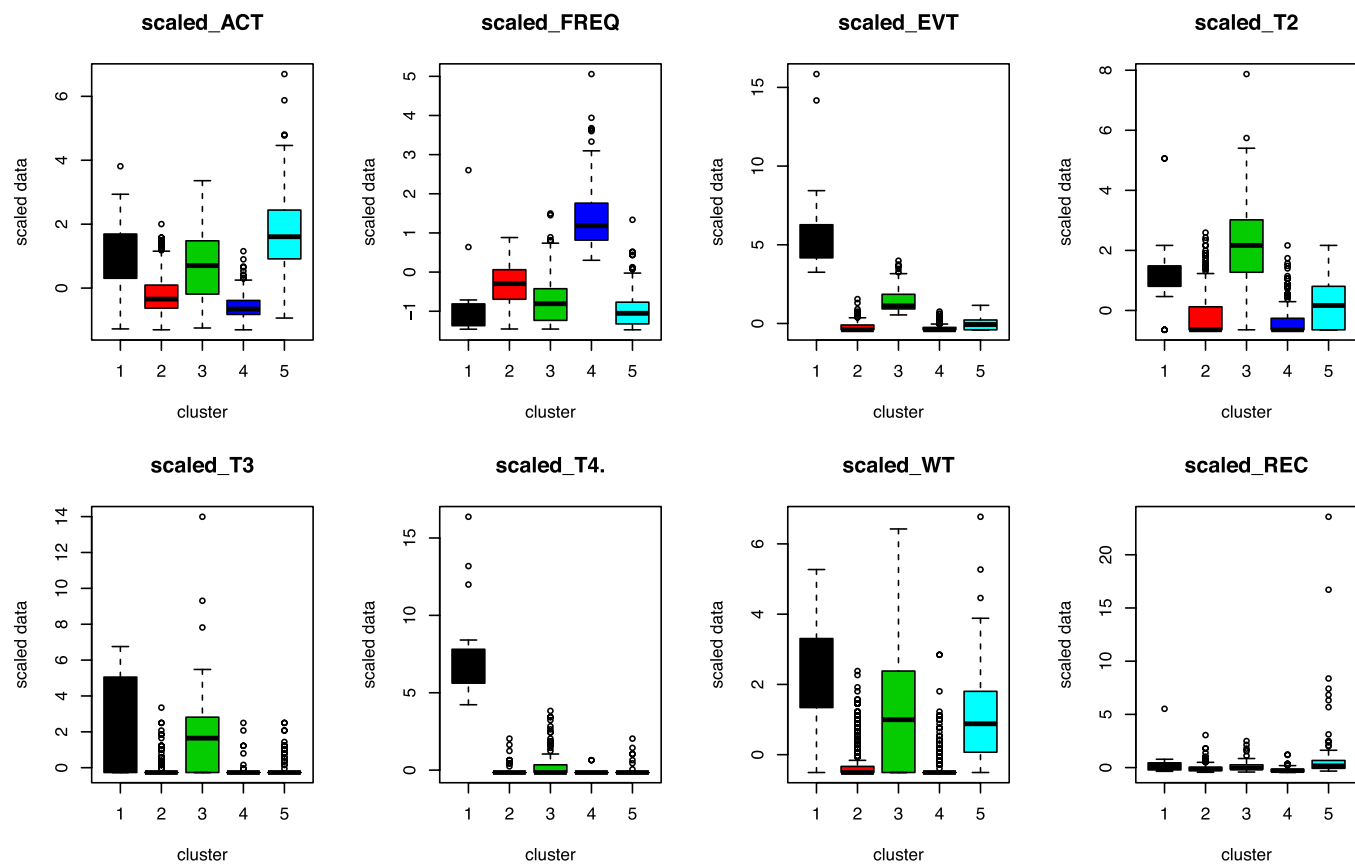 scaled_ACT
scaled data
0 2 4 6
1 2 3 4 5
cluster
scaled_FREQ
scaled data
−1 0 1 2 3 4 5
1 2 3 4 5
cluster
scaled_EVT
scaled data
0 5 10 15
1 2 3 4 5
cluster
scaled_T2
scaled data
0 2 4 6 8
1 2 3 4 5
cluster
scaled_T3
scaled data
0 2 4 6 8 10 12 14
1 2 3 4 5
cluster
scaled_T4.
scaled data
0 5 10 15
1 2 3 4 5
cluster
scaled_WT
scaled data
0 2 4 6
1 2 3 4 5
cluster
scaled_REC
scaled data
0 5 10 15 20
1 2 3 4 5
cluster